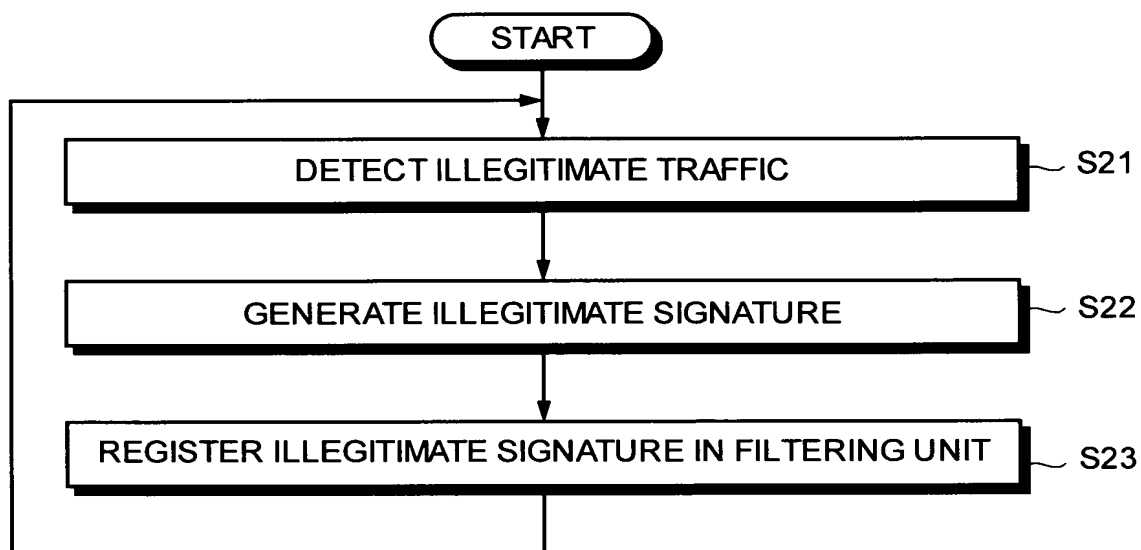 START
DETECT ILLEGITIMATE TRAFFIC
S21
GENERATE ILLEGITIMATE SIGNATURE
S22
REGISTER ILLEGITIMATE SIGNATURE IN FILTERING UNIT
S23